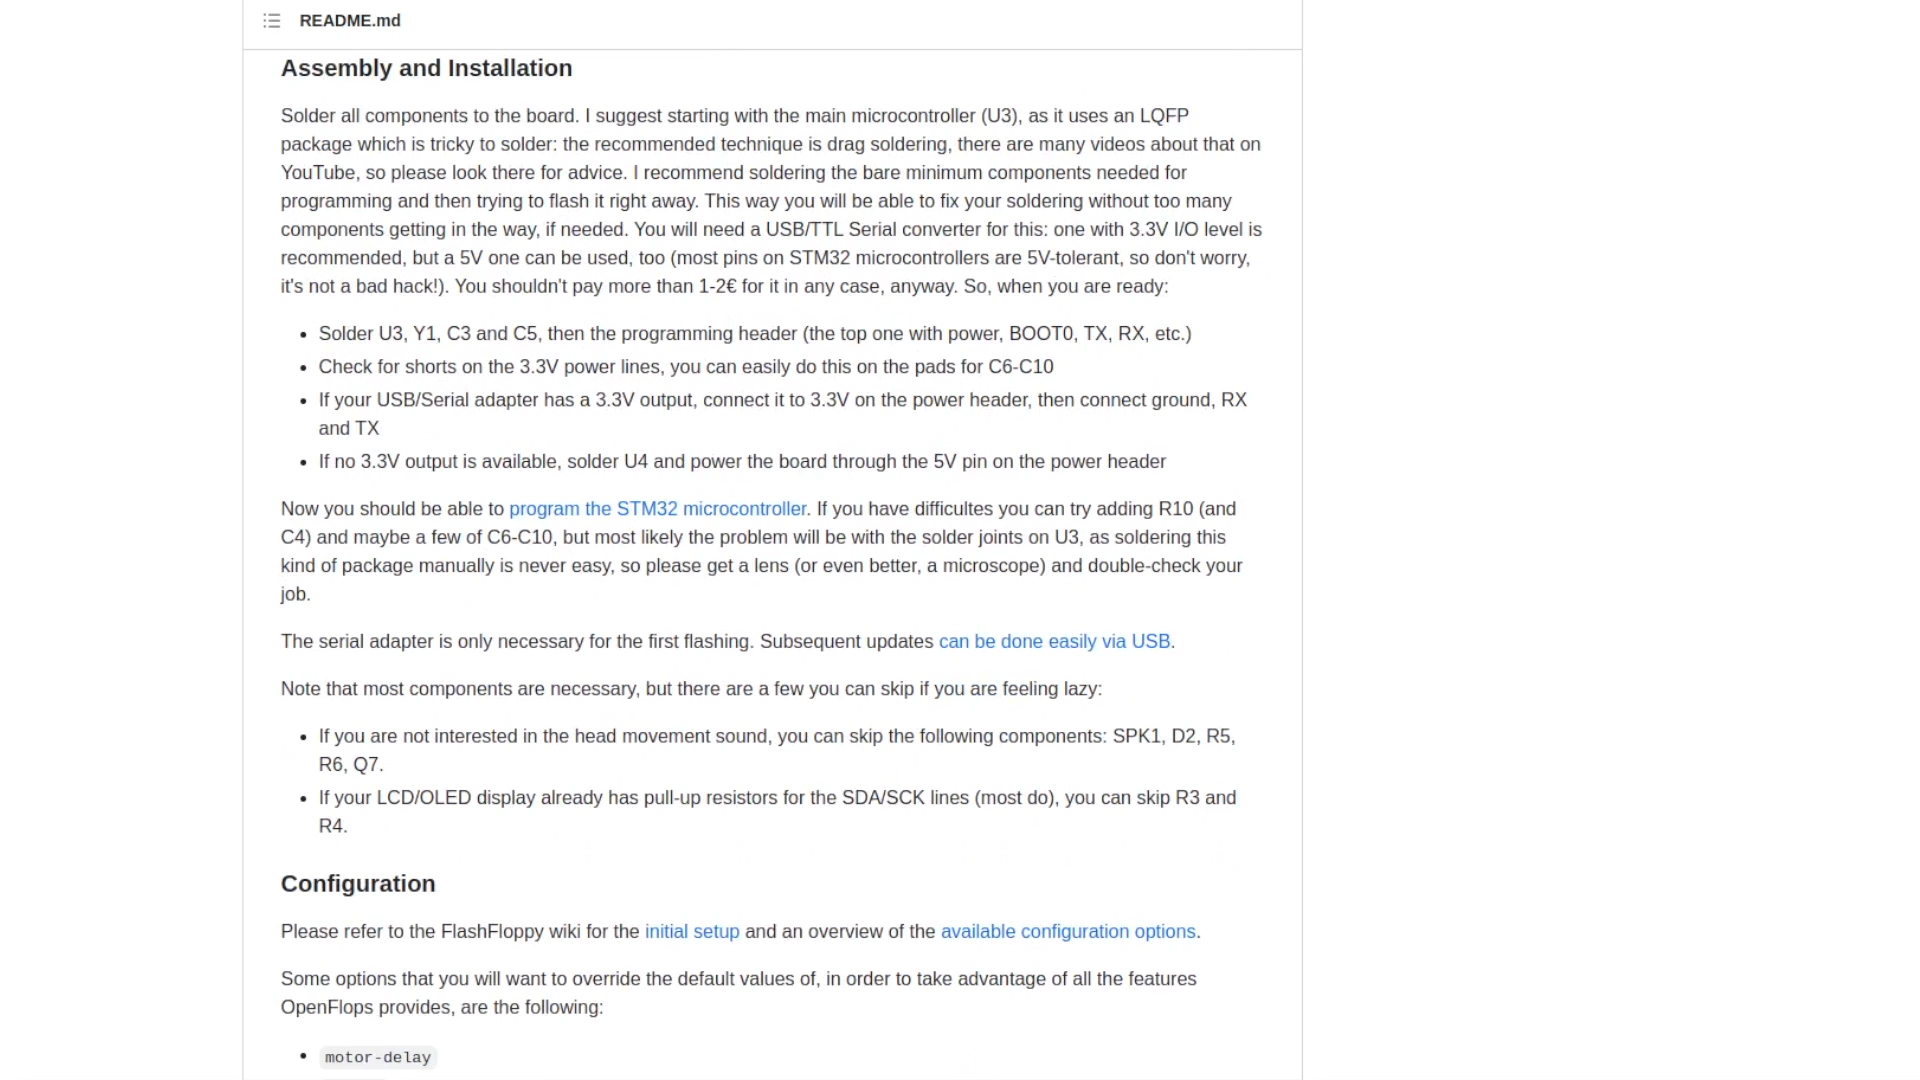 README.md
Assembly and Installation
Solder all components to the board. I suggest starting with the main microcontroller (U3), as it uses an LQFP
package which is tricky to solder: the recommended technique is drag soldering, there are many videos about that on
YouTube, so please look there for advice. I recommend soldering the bare minimum components needed for
programming and then trying to flash it right away. This way you will be able to fix your soldering without too many
components getting in the way, if needed. You will need a USB/TTL Serial converter for this: one with 3.3V I/O level is
recommended, but a 5V one can be used, too (most pins on STM32 microcontrollers are 5V-tolerant, so don't worry,
it's not a bad hack!). You shouldn't pay more than 1-2€ for it in any case, anyway. So, when you are ready:
• Solder U3, Y1, C3 and C5, then the programming header (the top one with power, BOOT0, TX, RX, etc.)
• Check for shorts on the 3.3V power lines, you can easily do this on the pads for C6-C10
• If your USB/Serial adapter has a 3.3V output, connect it to 3.3V on the power header, then connect ground, RX
and TX
• If no 3.3V output is available, solder U4 and power the board through the 5V pin on the power header
Now you should be able to program the STM32 microcontroller. If you have difficultes you can try adding R10 (and
C4) and maybe a few of C6-C10, but most likely the problem will be with the solder joints on U3, as soldering this
kind of package manually is never easy, so please get a lens (or even better, a microscope) and double-check your
job.
The serial adapter is only necessary for the first flashing. Subsequent updates can be done easily via USB.
Note that most components are necessary, but there are a few you can skip if you are feeling lazy:
• If you are not interested in the head movement sound, you can skip the following components: SPK1, D2, R5,
R6, Q7.
• If your LCD/OLED display already has pull-up resistors for the SDA/SCK lines (most do), you can skip R3 and
R4.
Configuration
Please refer to the FlashFloppy wiki for the initial setup and an overview of the available configuration options.
Some options that you will want to override the default values of, in order to take advantage of all the features
OpenFlops provides, are the following:
• motor-delay